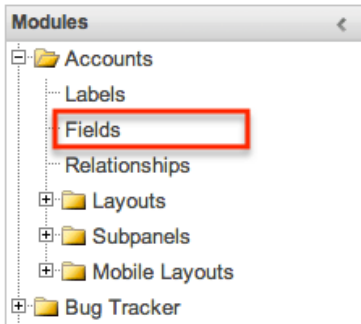 Modules
Accounts
Labels
Fields
Relationships
Layouts
Subpanels
Mobile Layouts
Bug Tracker